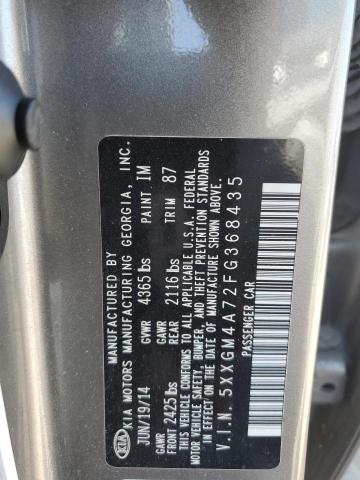 MANUFACTURED BY
KIA KIA MOTORS MANUFACTURING GEORGIA, INC.
JUN/19/14 GVWR 4365 lbs PAINT IM
GAWR FRONT 2425 lbs GAWR REAR 2116 lbs TRIM 87
THIS VEHICLE CONFORMS TO ALL APPLICABLE U.S.A. FEDERAL
MOTOR VEHICLE SAFETY, BUMPER, AND THEFT PREVENTION STANDARDS
IN EFFECT ON THE DATE OF MANUFACTURE SHOWN ABOVE.
V.I.N. 5XXGM4A72FG368435
PASSENGER CAR